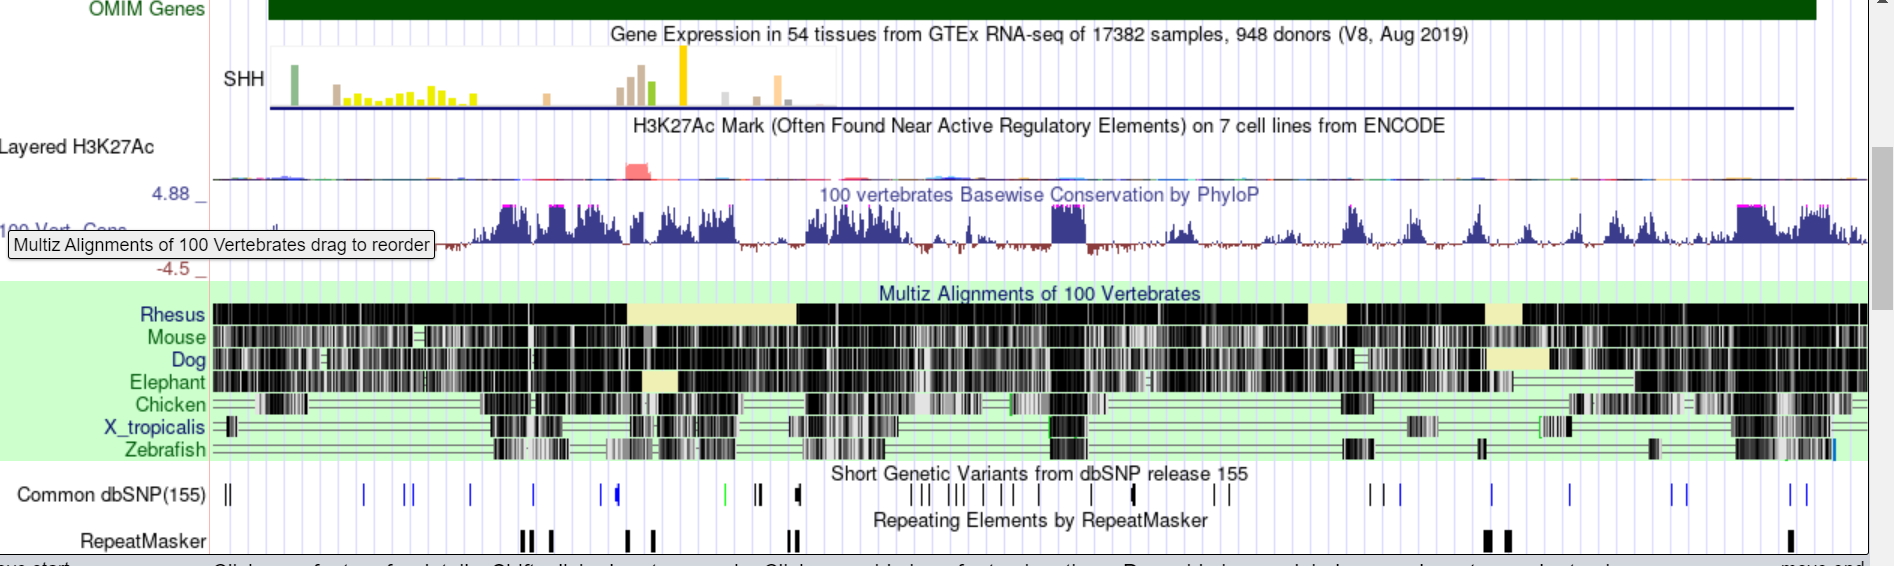 OMIM Genes
Gene Expression in 54 tissues from GTEx RNA-seq of 17382 samples, 948 donors (V8, Aug 2019)
SHH
H3K27Ac Mark (Often Found Near Active Regulatory Elements) on 7 cell lines from ENCODE
Layered H3K27Ac
4.88 _
100 vertebrates Basewise Conservation by PhyloP
100 Vert. Cons
Multiz Alignments of 100 Vertebrates drag to reorder
-4.5 _
Multiz Alignments of 100 Vertebrates
Rhesus
Mouse
Dog
Elephant
Chicken
X_tropicalis
Zebrafish
Short Genetic Variants from dbSNP release 155
Common dbSNP(155)
Repeating Elements by RepeatMasker
RepeatMasker